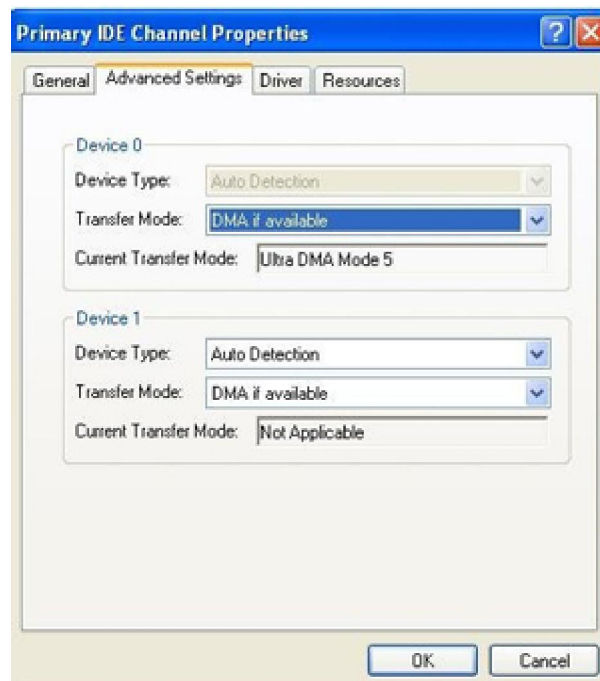 Primary IDE Channel Properties
General Advanced Settings Driver Resources
Device 0
Device Type: Auto Detection
Transfer Mode: DMA if available
Current Transfer Mode: Ultra DMA Mode 5
Device 1
Device Type: Auto Detection
Transfer Mode: DMA if available
Current Transfer Mode: Not Applicable
OK Cancel